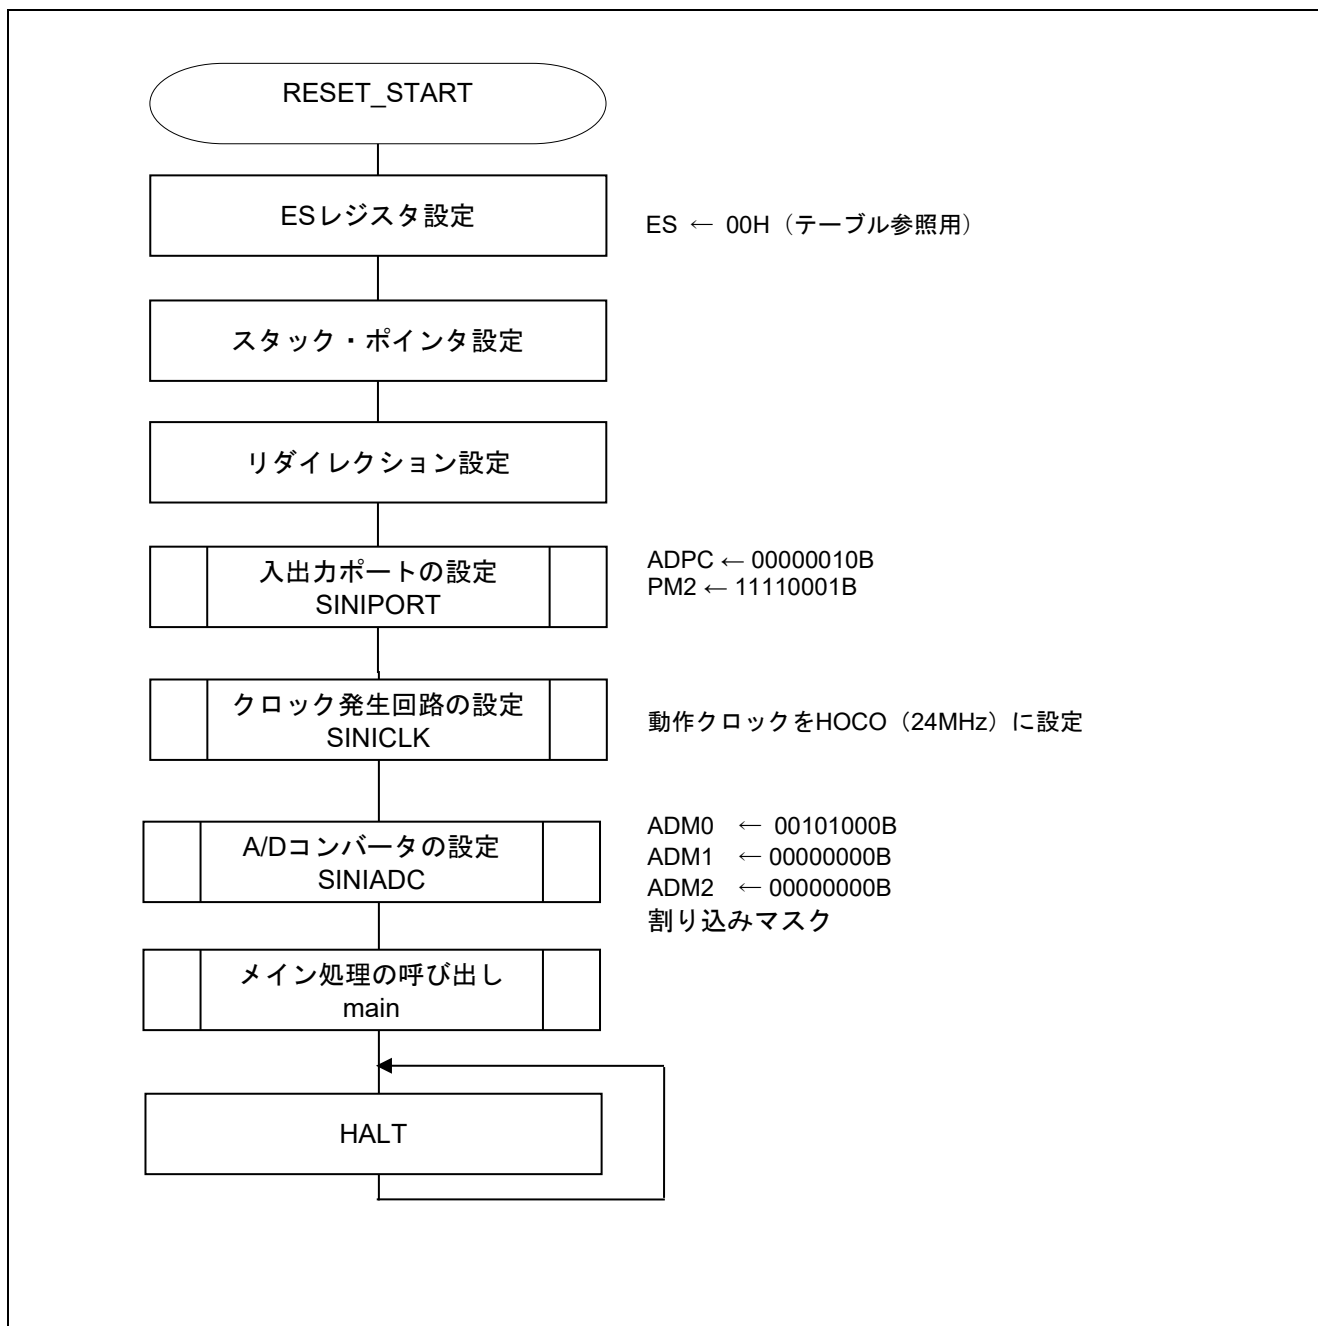 RESET_START
ESレジスタ設定
ES ← 00H（テーブル参照用）
スタック・ポインタ設定
リダイレクション設定
入出力ポートの設定
SINIPORT
ADPC ← 00000010B
PM2 ← 11110001B
クロック発生回路の設定
SINICLK
動作クロックをHOCO（24MHz）に設定
A/Dコンバータの設定
SINIADC
ADM0 ← 00101000B
ADM1 ← 00000000B
ADM2 ← 00000000B
割り込みマスク
メイン処理の呼び出し
main
HALT